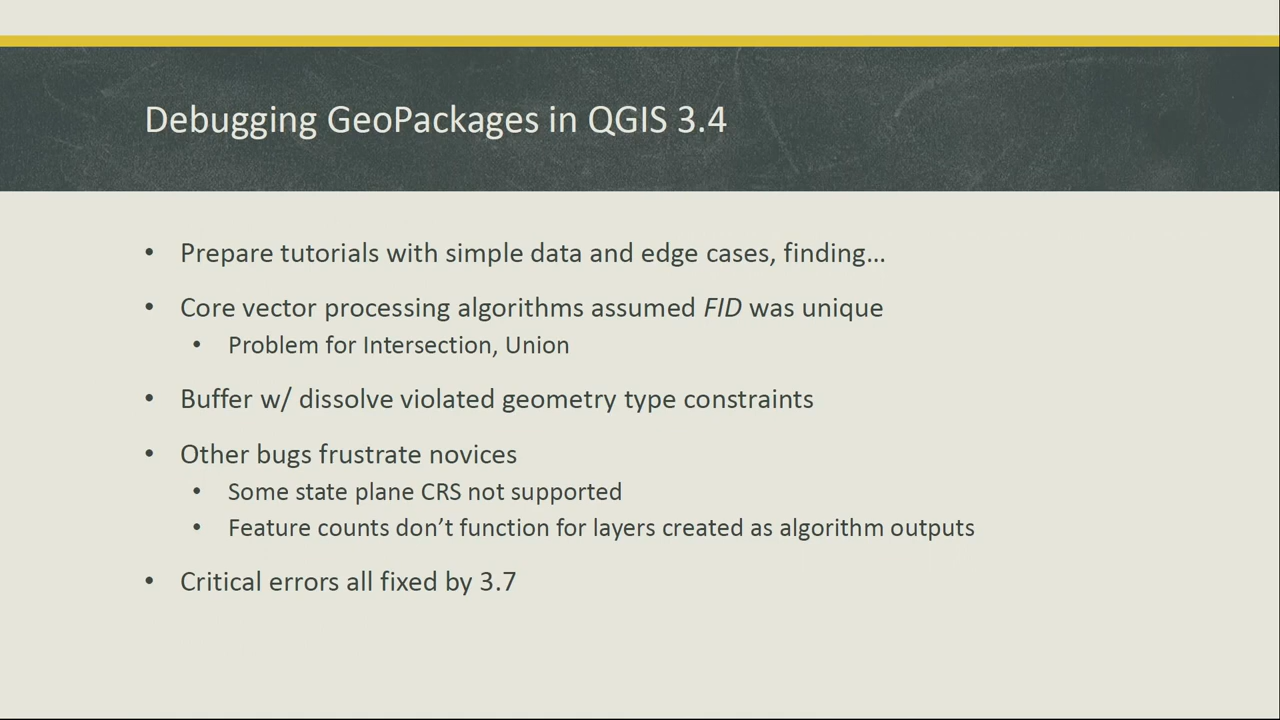 Debugging GeoPackages in QGIS 3.4
• Prepare tutorials with simple data and edge cases, finding…
• Core vector processing algorithms assumed FID was unique
• Problem for Intersection, Union
• Buffer w/ dissolve violated geometry type constraints
• Other bugs frustrate novices
• Some state plane CRS not supported
• Feature counts don’t function for layers created as algorithm outputs
• Critical errors all fixed by 3.7